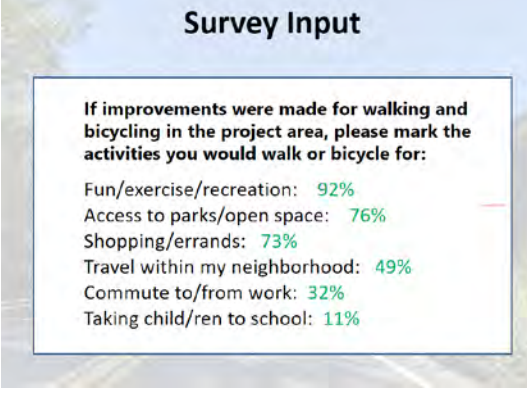 Survey Input
If improvements were made for walking and
bicycling in the project area, please mark the
activities you would walk or bicycle for:
Fun/exercise/recreation: 92%
Access to parks/open space: 76%
Shopping/errands: 73%
Travel within my neighborhood: 49%
Commute to/from work: 32%
Taking child/ren to school: 11%